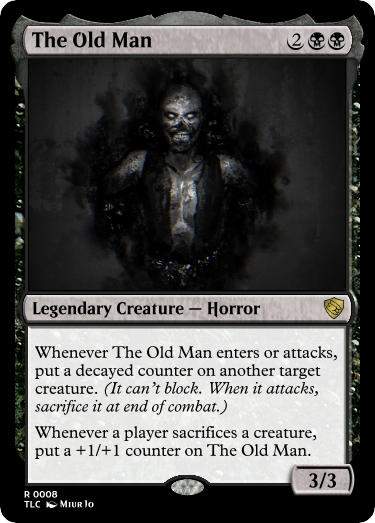 The Old Man 2
Legendary Creature — Horror
Whenever The Old Man enters or attacks,
put a decayed counter on another target
creature. (It can't block. When it attacks,
sacrifice it at end of combat.)
Whenever a player sacrifices a creature,
put a +1/+1 counter on The Old Man.
3/3
R 0008
TLC Miur Jo